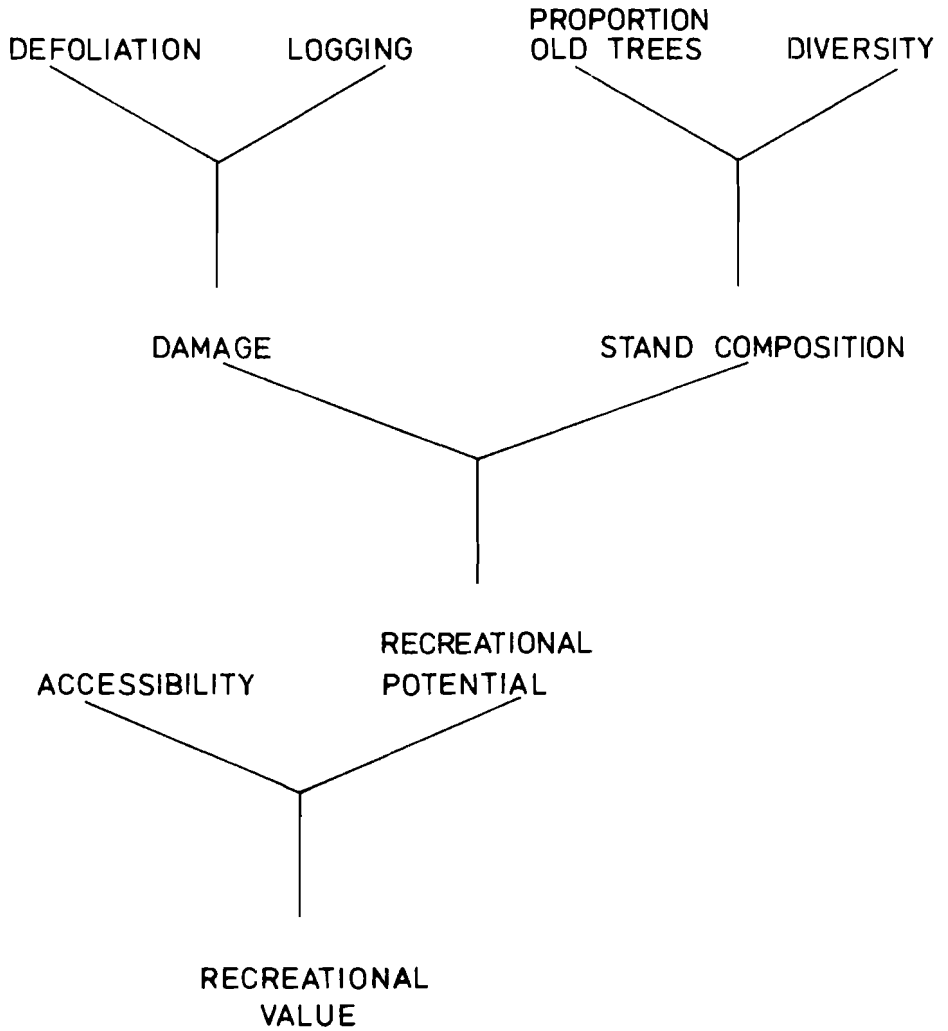 DEFOLIATION
LOGGING
PROPORTION
OLD TREES
DIVERSITY
DAMAGE
STAND COMPOSITION
ACCESSIBILITY
RECREATIONAL
POTENTIAL
RECREATIONAL
VALUE